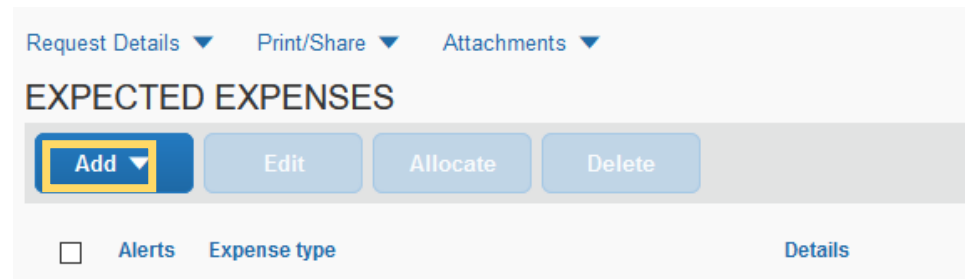 Request Details Print/Share Attachments
EXPECTED EXPENSES
Add Edit Allocate Delete
Alerts Expense type Details